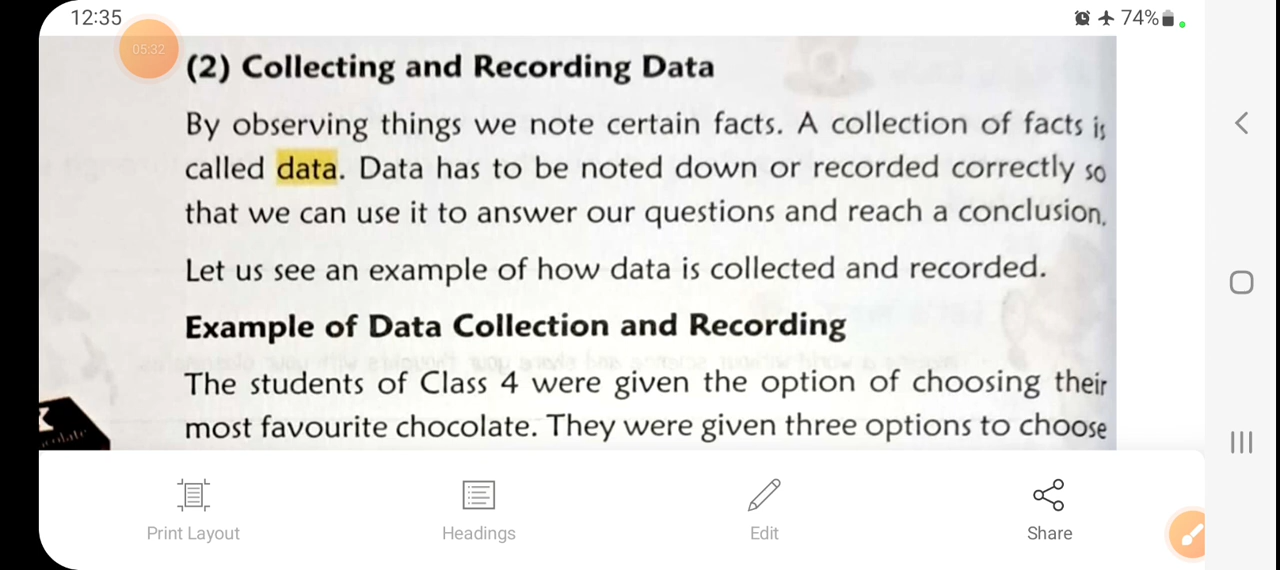 12:35
74%
05:32
(2) Collecting and Recording Data
By observing things we note certain facts. A collection of facts is
called data. Data has to be noted down or recorded correctly so
that we can use it to answer our questions and reach a conclusion.
Let us see an example of how data is collected and recorded.
Example of Data Collection and Recording
The students of Class 4 were given the option of choosing their
most favourite chocolate. They were given three options to choose
Print Layout
Headings
Edit
Share